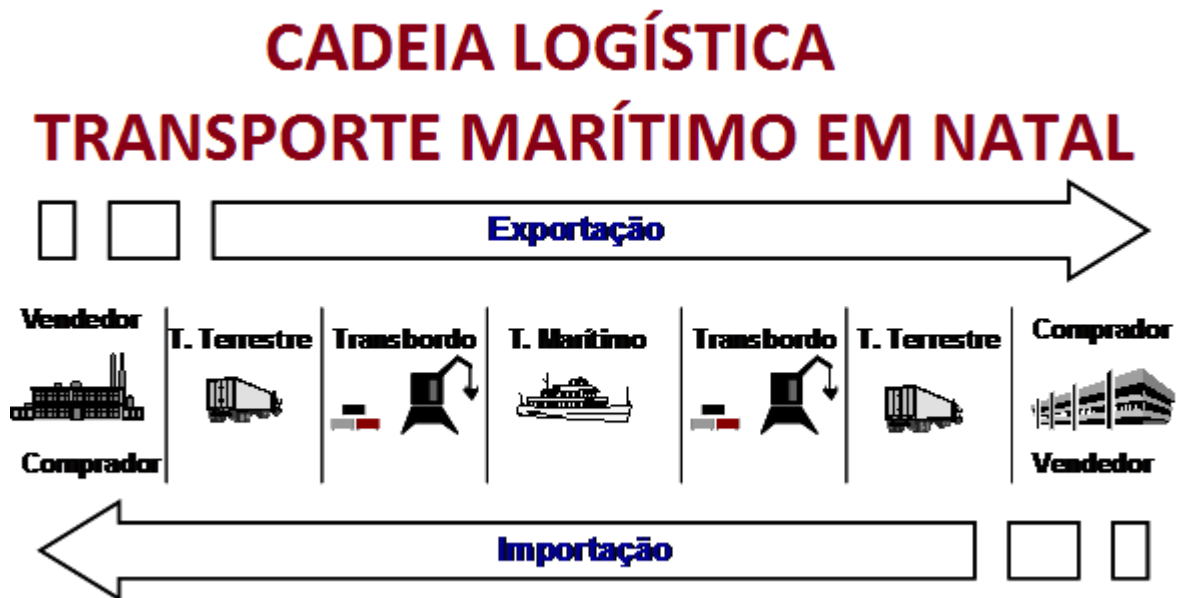 CADEIA LOGÍSTICA
TRANSPORTE MARÍTIMO EM NATAL
Exportação
Vendedor
T. Terrestre
Transbordo
T. Marítimo
Transbordo
T. Terrestre
Comprador
Comprador
Vendedor
Importação